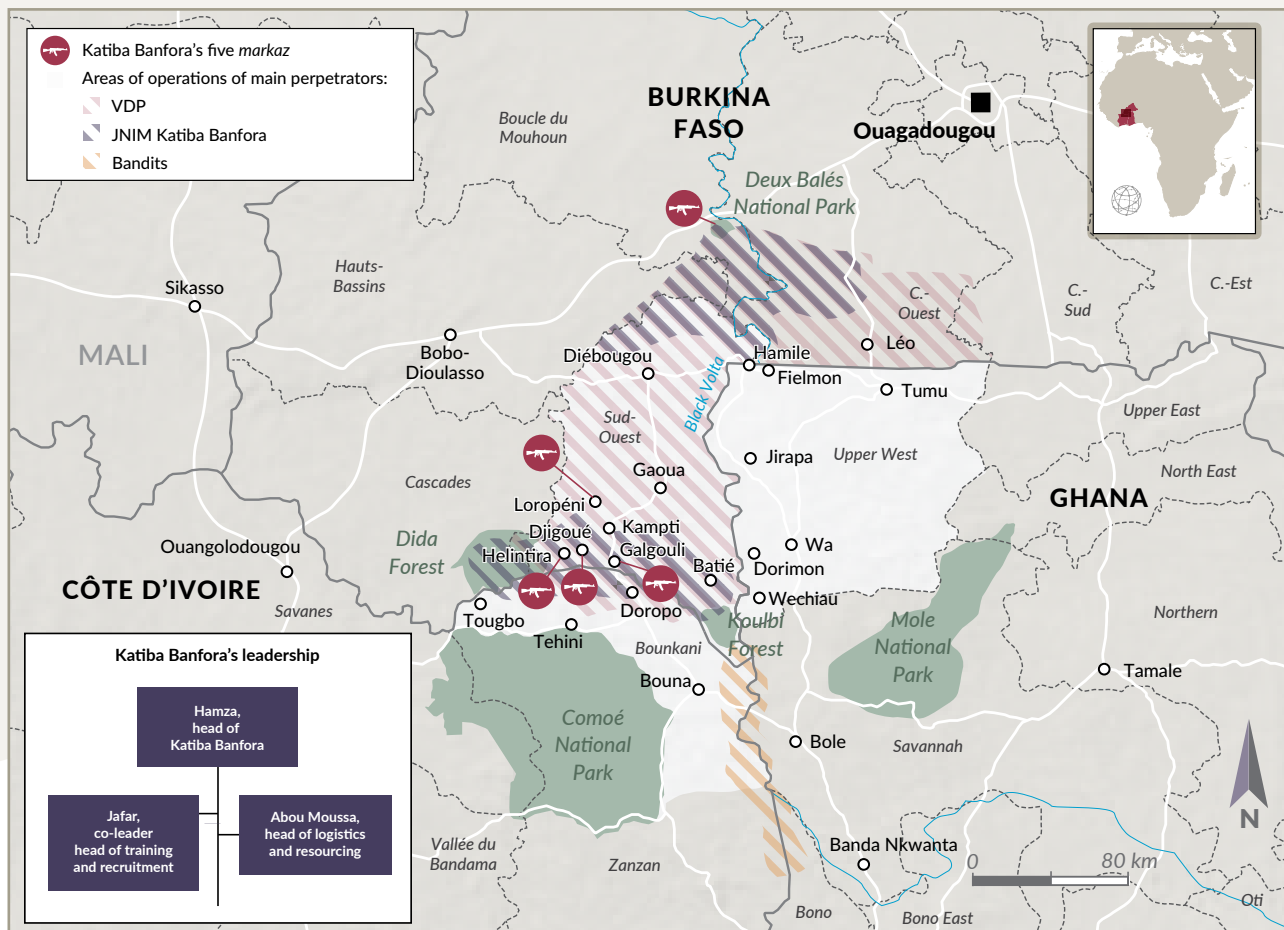 Katiba Banfora's five markaz
Areas of operations of main perpetrators:
VDP
JNIM Katiba Banfora
Bandits
BURKINA
FASO
Ouagadougou
Boucle du
Mouhoun
Deux Balés
National Park
Hauts-
Bassins
Sikasso
MALI
Bobo-
Dioulasso
C.-
Ouest
C.-
Sud
C.-Est
Diébougou
Hamile
Fielmon
Léo
Tumu
Black Volta
Upper East
Sud-
Ouest
Jirapa
Upper West
North East
Gaoua
Cascades
GHANA
Loropéni
Kampti
Djigoué
Galgouli
Helintira
Dida
Forest
Batié
Wa
Dorimon
Ouangolodougou
CÔTE D'IVOIRE
Savanes
Doropo
Wechiau
Tougbo
Tehini
Koulbi
Forest
Mole
National
Park
Northern
Bounkani
Bouna
Tamale
Comoé
National
Park
Bole
Savannah
Vallée du
Bandama
Zanzan
Banda Nkwanta
Bono
Bono East
Oti
N
0
80 km
Katiba Banfora's leadership
Hamza,
head of
Katiba Banfora
Jafar,
co-leader
head of training
and recruitment
Abou Moussa,
head of logistics
and resourcing